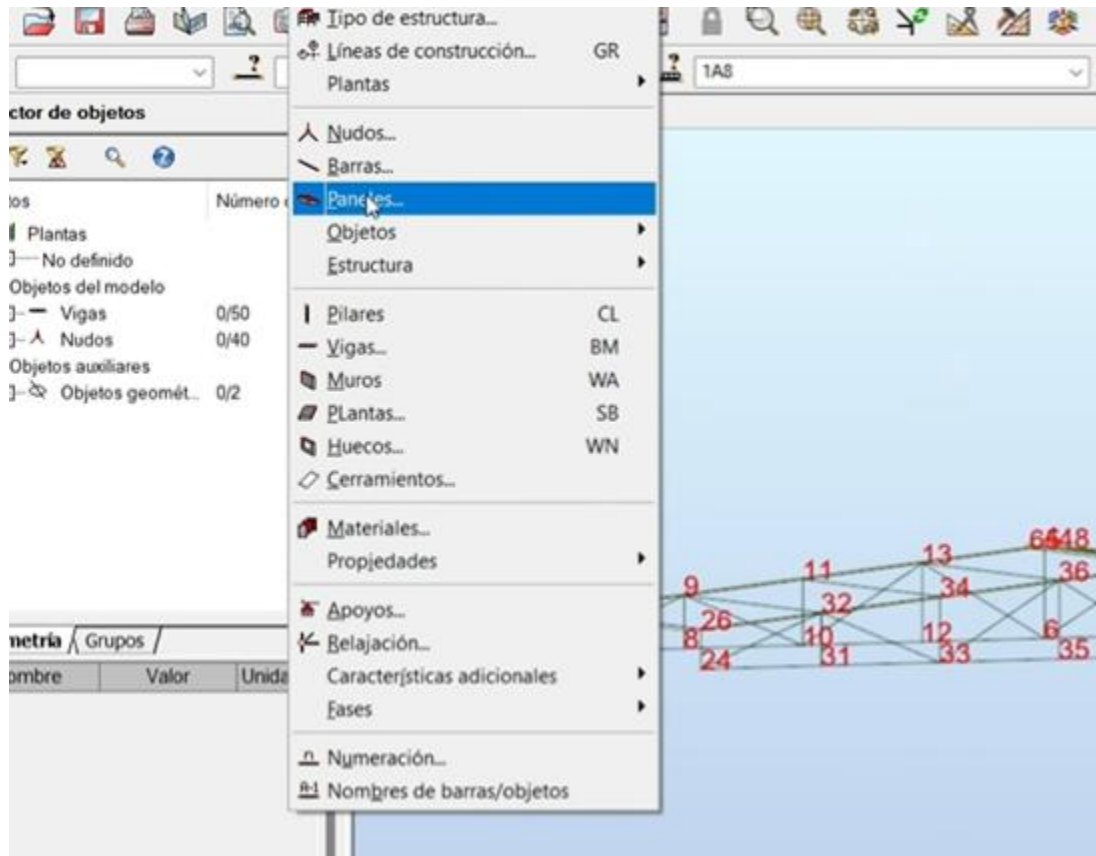 Tipo de estructura...
Líneas de construcción... GR
Plantas
1A8
ctor de objetos
Nudos...
Barras...
Número
Paneles...
Plantas
Objetos
No definido
Estructura
Objetos del modelo
Vigas 0/50
Nudos 0/40
Objetos auxiliares
Objetos geomét... 0/2
Pilares CL
Vigas... BM
Muros WA
PLantas... SB
Huecos... WN
Cerramientos...
Materiales...
Propiedades
Apoyos...
Relajación...
Características adicionales
Fases
Numeración...
Nombres de barras/objetos
metría Grupos
ombre Valor Unida
9 11 13
26 32 34 36
8 10 12 6
24 31 33 35